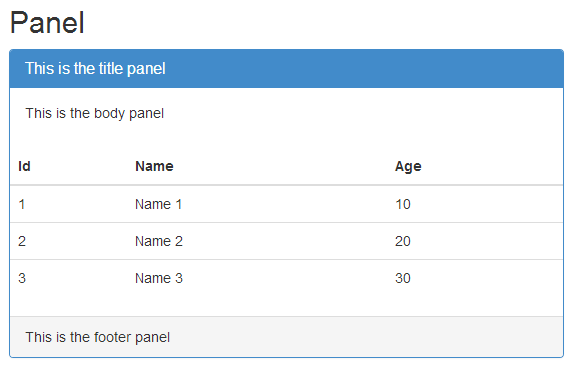 Panel
This is the title panel
This is the body panel
Id Name Age
1 Name 1 10
2 Name 2 20
3 Name 3 30
This is the footer panel